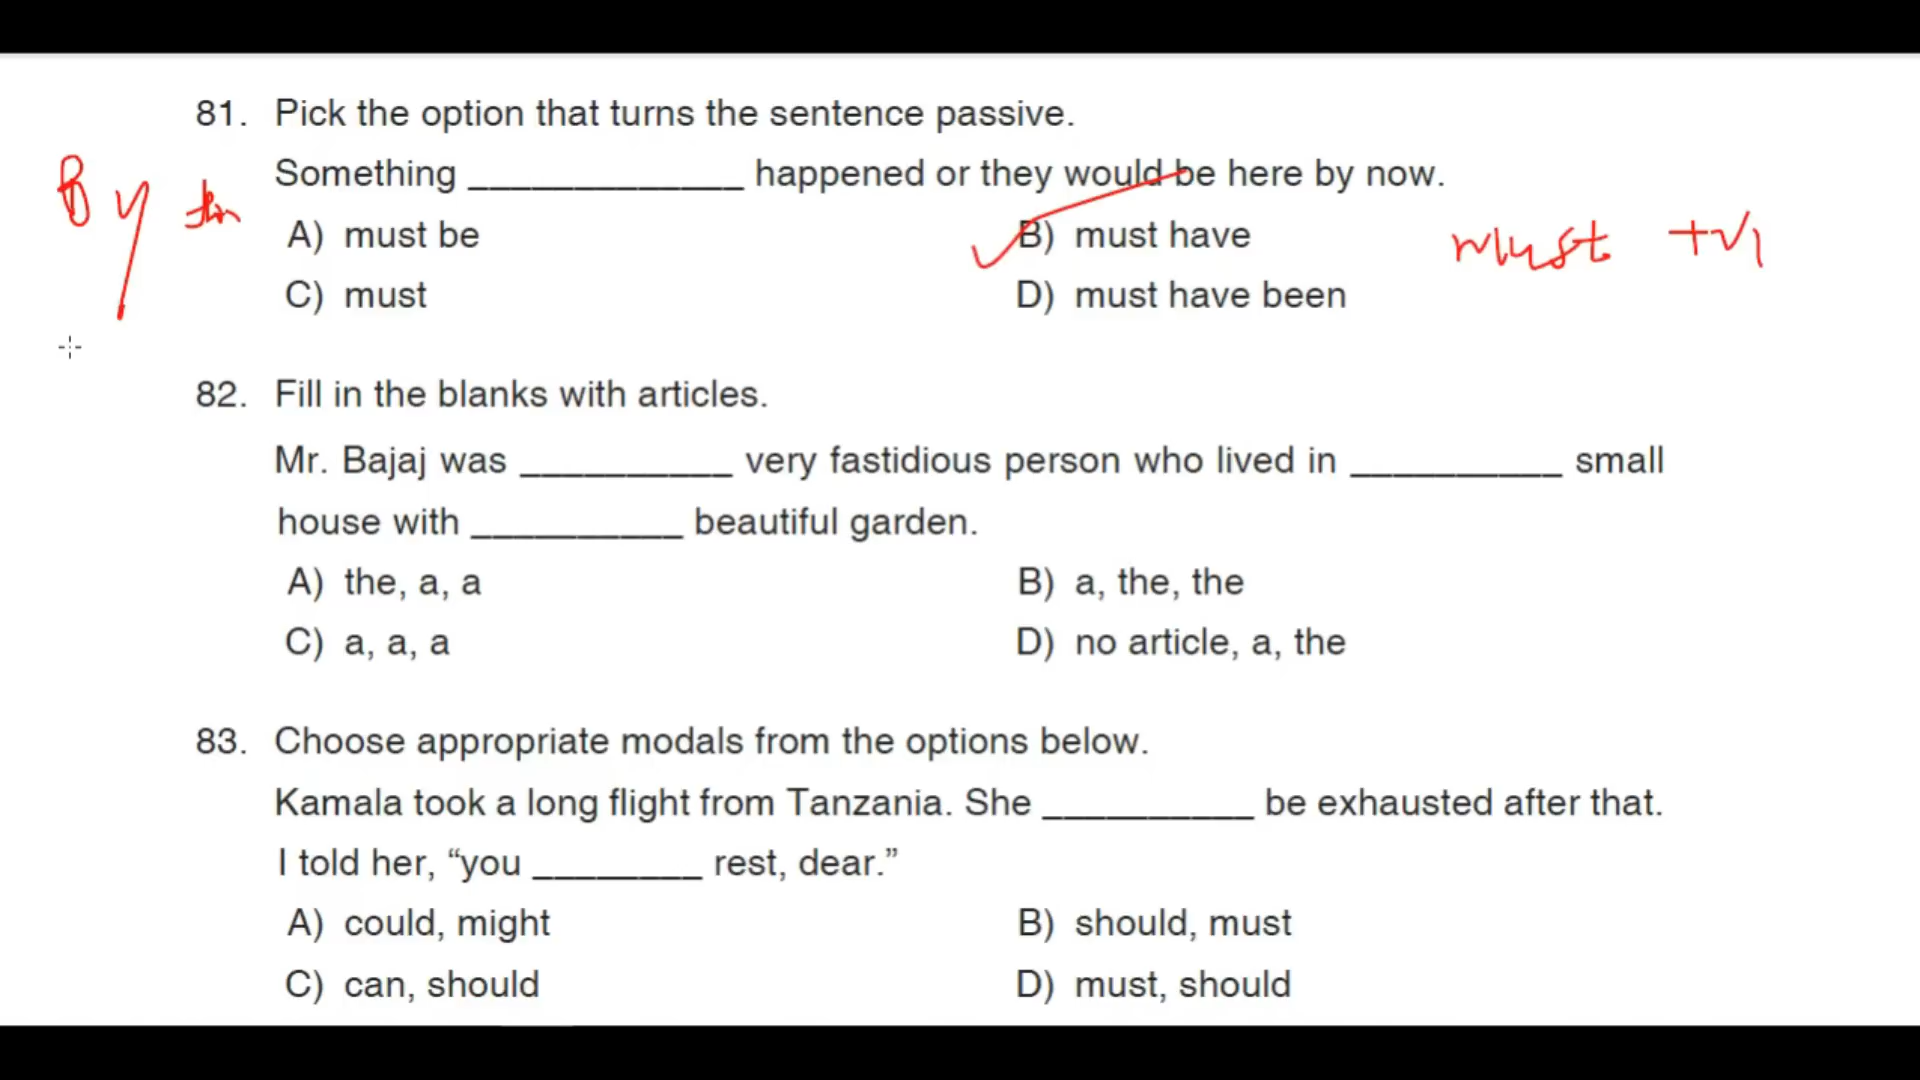 81. Pick the option that turns the sentence passive.
Something _____________ happened or they would be here by now.
A) must be
B) must have
C) must
D) must have been
By
must +V1
82. Fill in the blanks with articles.
Mr. Bajaj was __________ very fastidious person who lived in __________ small
house with __________ beautiful garden.
A) the, a, a
B) a, the, the
C) a, a, a
D) no article, a, the
83. Choose appropriate modals from the options below.
Kamala took a long flight from Tanzania. She __________ be exhausted after that.
I told her, “you ________ rest, dear.”
A) could, might
B) should, must
C) can, should
D) must, should